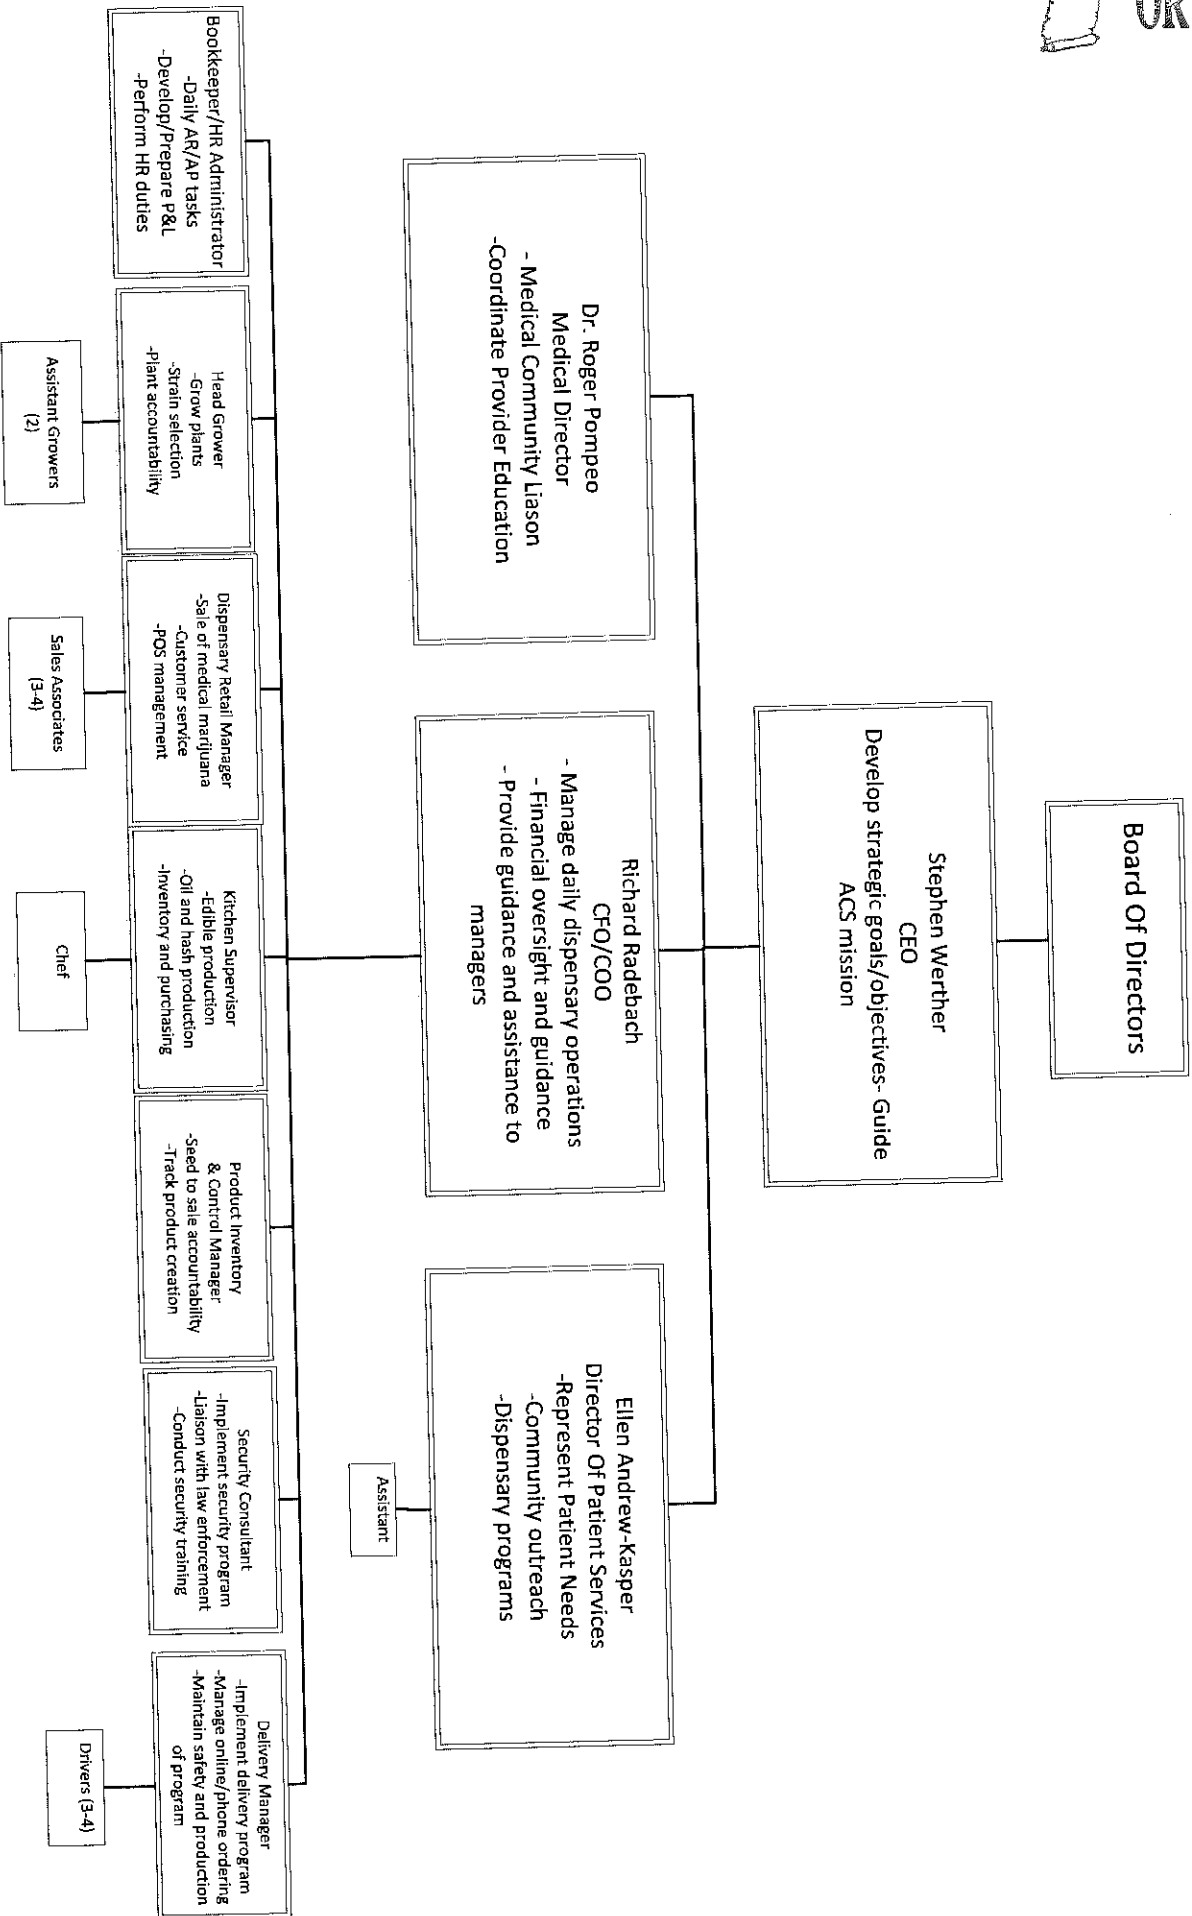 OR
Board Of Directors
Stephen Werther
CEO
Develop strategic goals/objectives- Guide
ACS mission
Dr. Roger Pompeo
Medical Director
- Medical Community Liason
-Coordinate Provider Education
Richard Radebach
CFO/COO
- Manage daily dispensary operations
- Financial oversight and guidance
- Provide guidance and assistance to
managers
Ellen Andrew-Kasper
Director Of Patient Services
-Represent Patient Needs
-Community outreach
-Dispensary programs
Assistant
Bookkeeper/HR Administrator
-Daily AR/AP tasks
-Develop/Prepare P&L
-Perform HR duties
Head Grower
-Grow plants
-Strain selection
-Plant accountability
Dispensary Retail Manager
-Sale of medical marijuana
-Customer service
-POS management
Kitchen Supervisor
-Edible production
-Oil and hash production
-Inventory and purchasing
Product Inventory
& Control Manager
-Seed to sale accountability
-Track product creation
Security Consultant
-Implement security program
-Liaison with law enforcement
-Conduct security training
Delivery Manager
-Implement delivery program
-Manage online/phone ordering
-Maintain safety and production
of program
Assistant Growers
(2)
Sales Associates
(3-4)
Chef
Drivers (3-4)